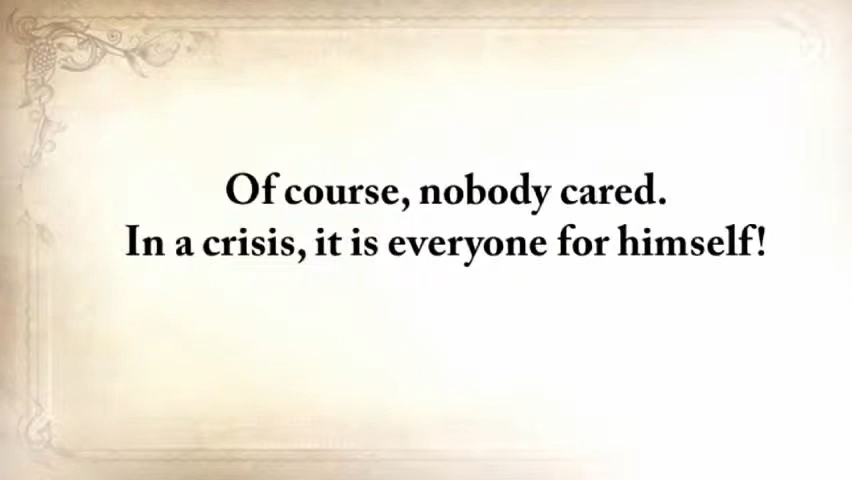 Of course, nobody cared.
In a crisis, it is everyone for himself!